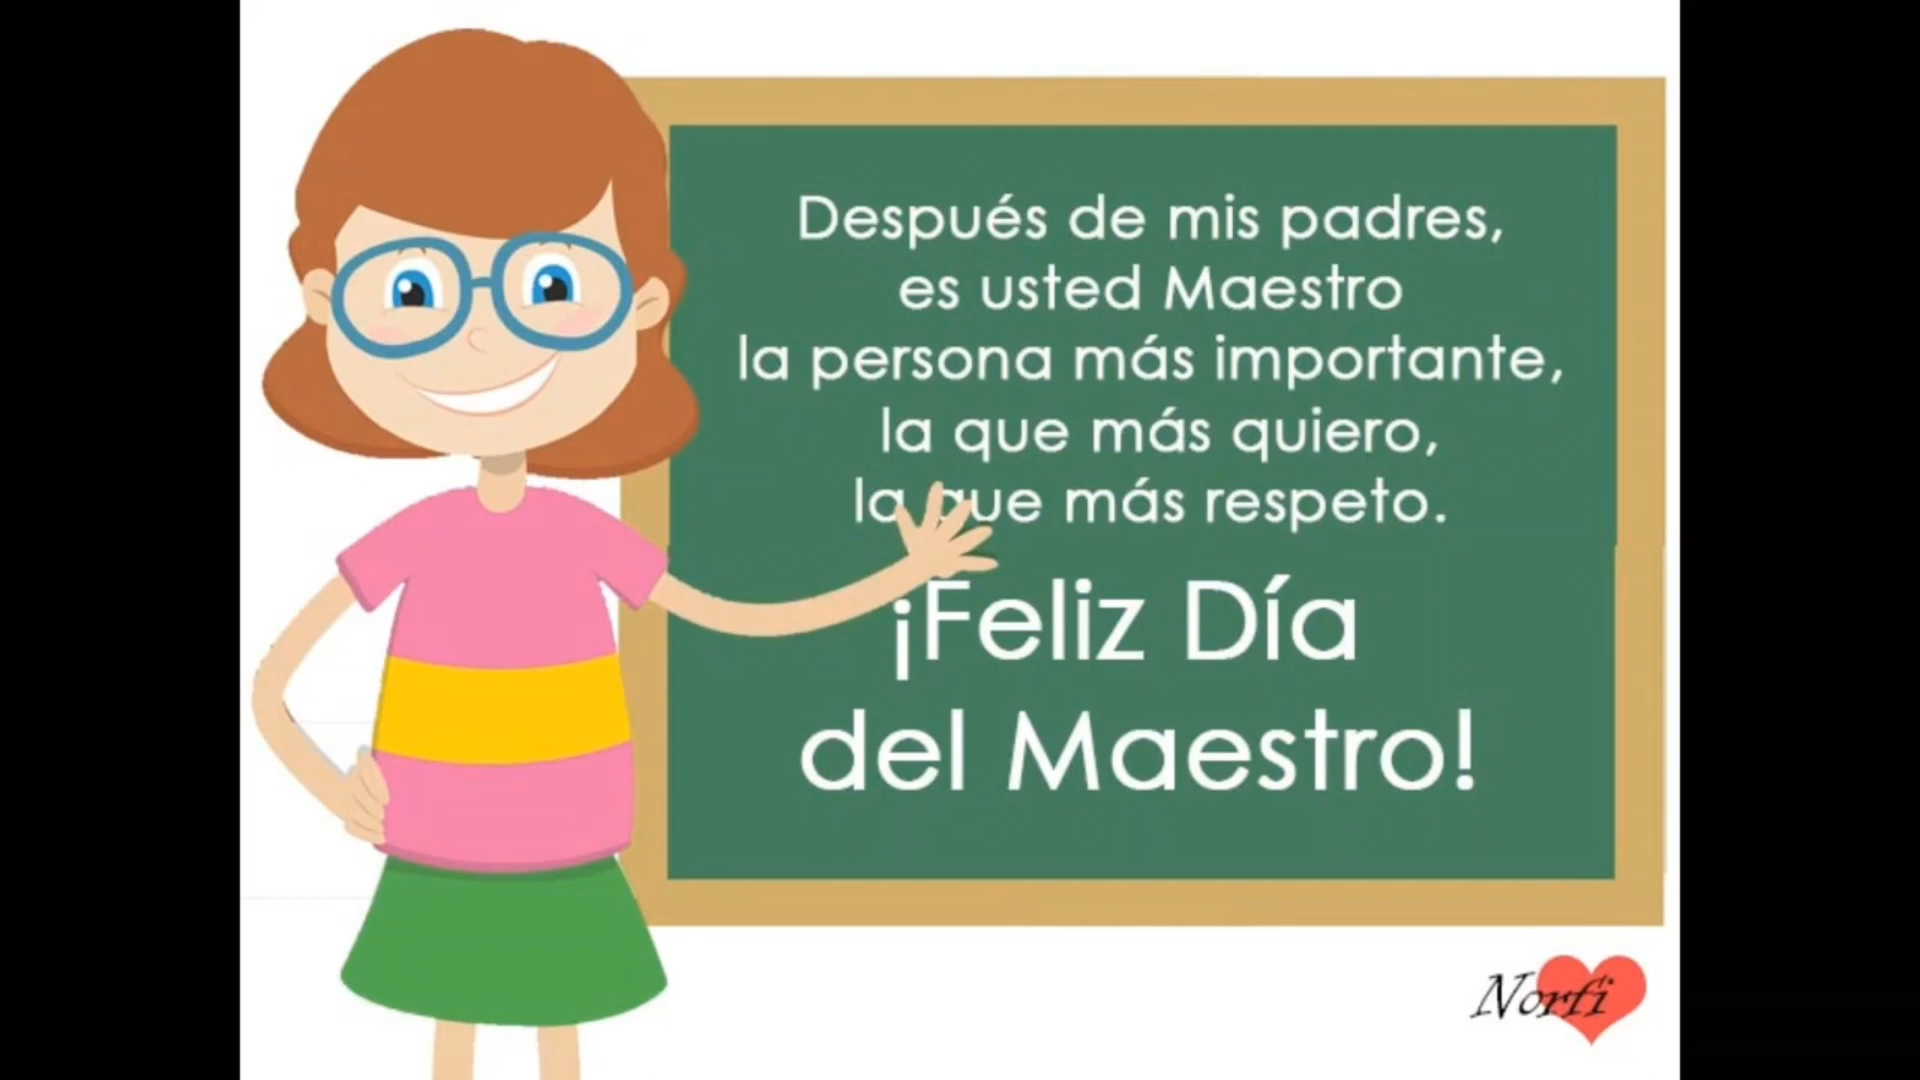 Después de mis padres,
es usted Maestro
la persona más importante,
la que más quiero,
la que más respeto.
¡Feliz Día
del Maestro!
Norfi